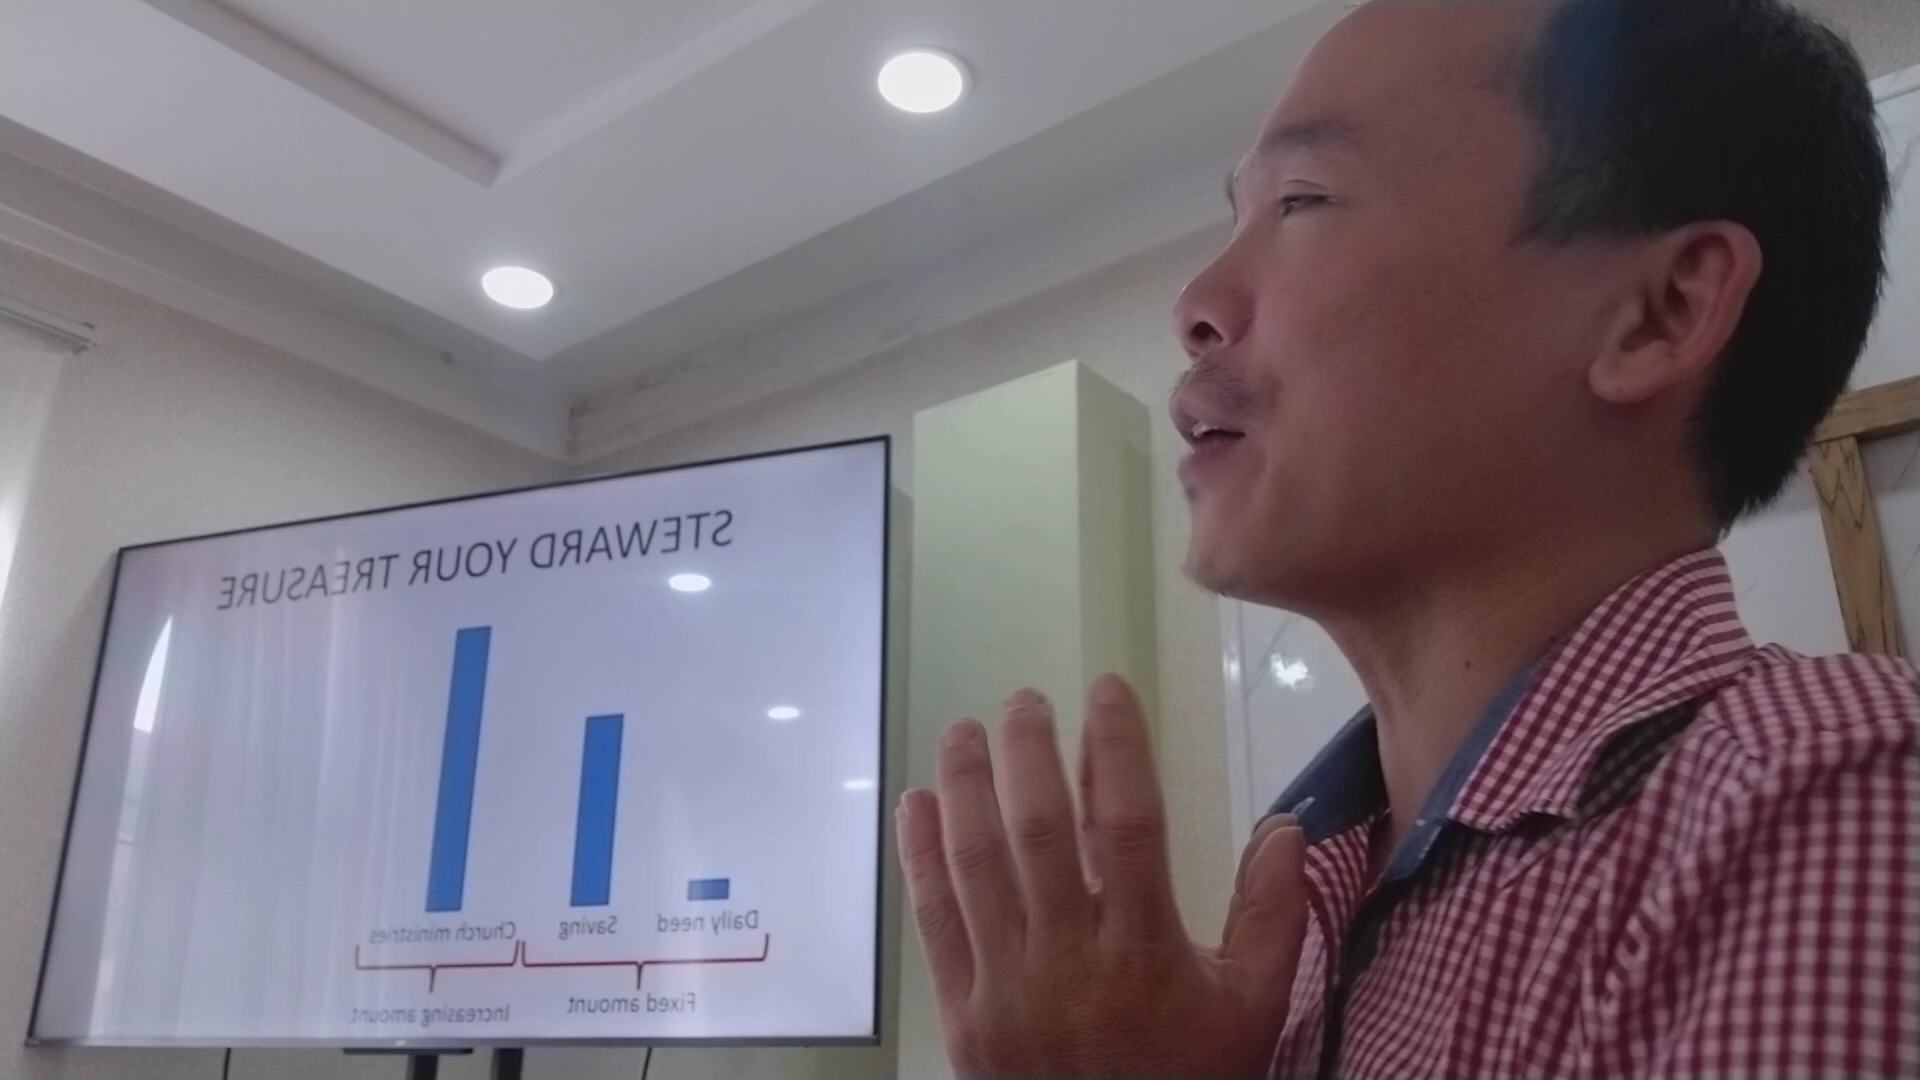 STEWARD YOUR TREASURE
Daily need Saving Church ministries
Fixed amount Increasing amount